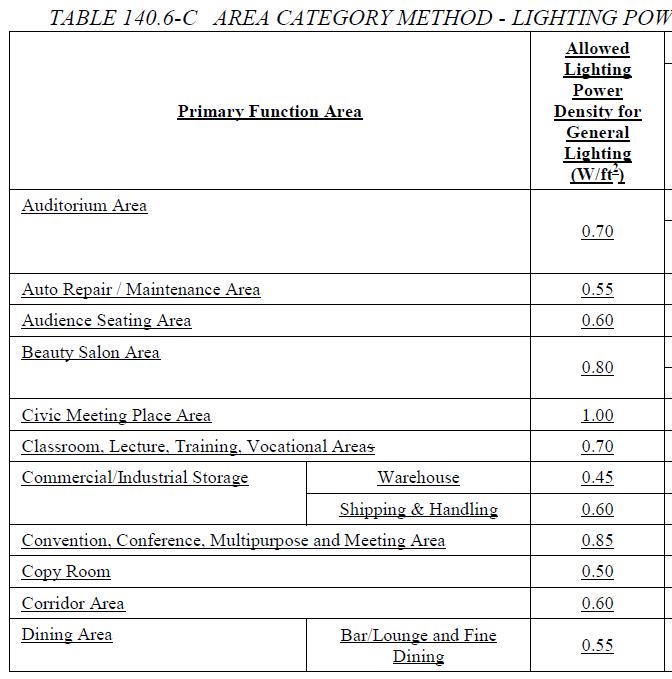 TABLE 140.6-C AREA CATEGORY METHOD - LIGHTING POW
Primary Function Area
Allowed
Lighting
Power
Density for
General
Lighting
(W/ft²)
Auditorium Area
0.70
Auto Repair / Maintenance Area 0.55
Audience Seating Area 0.60
Beauty Salon Area
0.80
Civic Meeting Place Area 1.00
Classroom, Lecture, Training, Vocational Areas 0.70
Commercial/Industrial Storage Warehouse 0.45
Shipping & Handling 0.60
Convention, Conference, Multipurpose and Meeting Area 0.85
Copy Room 0.50
Corridor Area 0.60
Dining Area Bar/Lounge and Fine
Dining 0.55